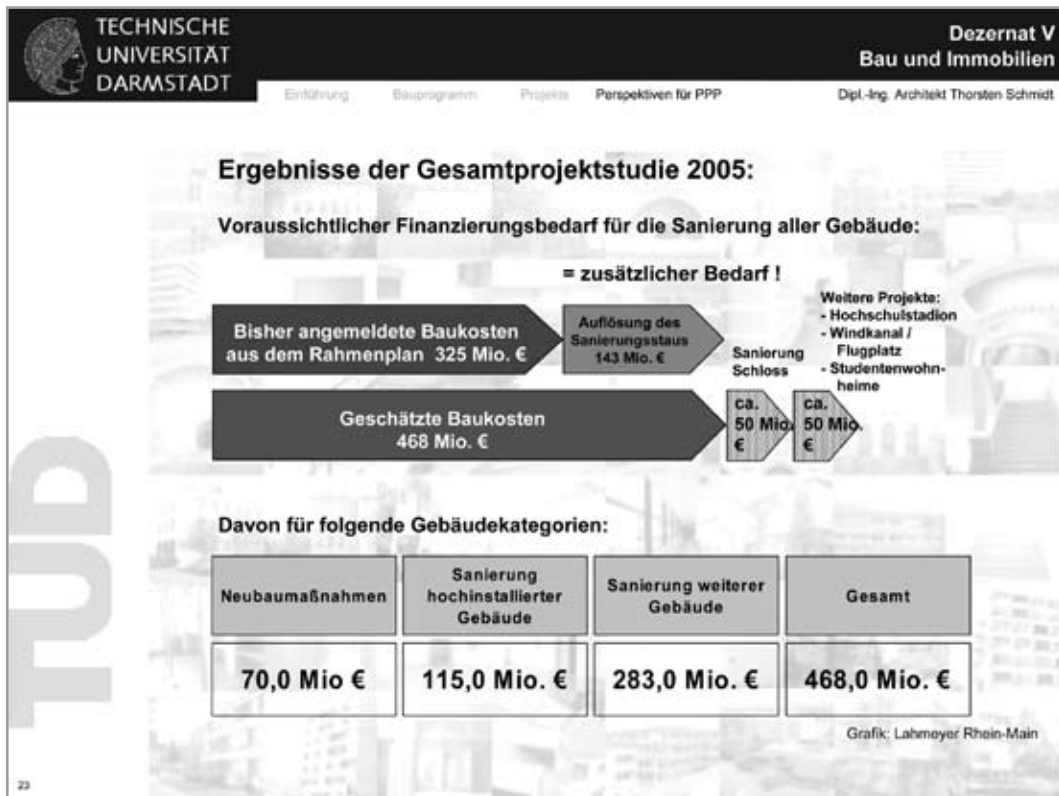 TECHNISCHE
UNIVERSITÄT
DARMSTADT
Dezernat V
Bau und Immobilien
Einführung
Bauprogramm
Projekte
Perspektiven für PPP
Dipl.-Ing. Architekt Thorsten Schmidt
Ergebnisse der Gesamtprojektstudie 2005:
Voraussichtlicher Finanzierungsbedarf für die Sanierung aller Gebäude:
= zusätzlicher Bedarf !
Bisher angemeldete Baukosten
aus dem Rahmenplan 325 Mio. €
Auflösung des
Sanierungsstaus
143 Mio. €
Sanierung
Schloss
Weitere Projekte:
- Hochschulstadion
- Windkanal /
Flugplatz
- Studentenwohn-
heime
Geschätzte Baukosten
468 Mio. €
ca.
50 Mio.
€
ca.
50 Mio.
€
Davon für folgende Gebäudekategorien:
Neubaumaßnahmen
Sanierung
hochinstallierter
Gebäude
Sanierung weiterer
Gebäude
Gesamt
70,0 Mio €
115,0 Mio. €
283,0 Mio. €
468,0 Mio. €
Grafik: Lahmeyer Rhein-Main
TUD
23